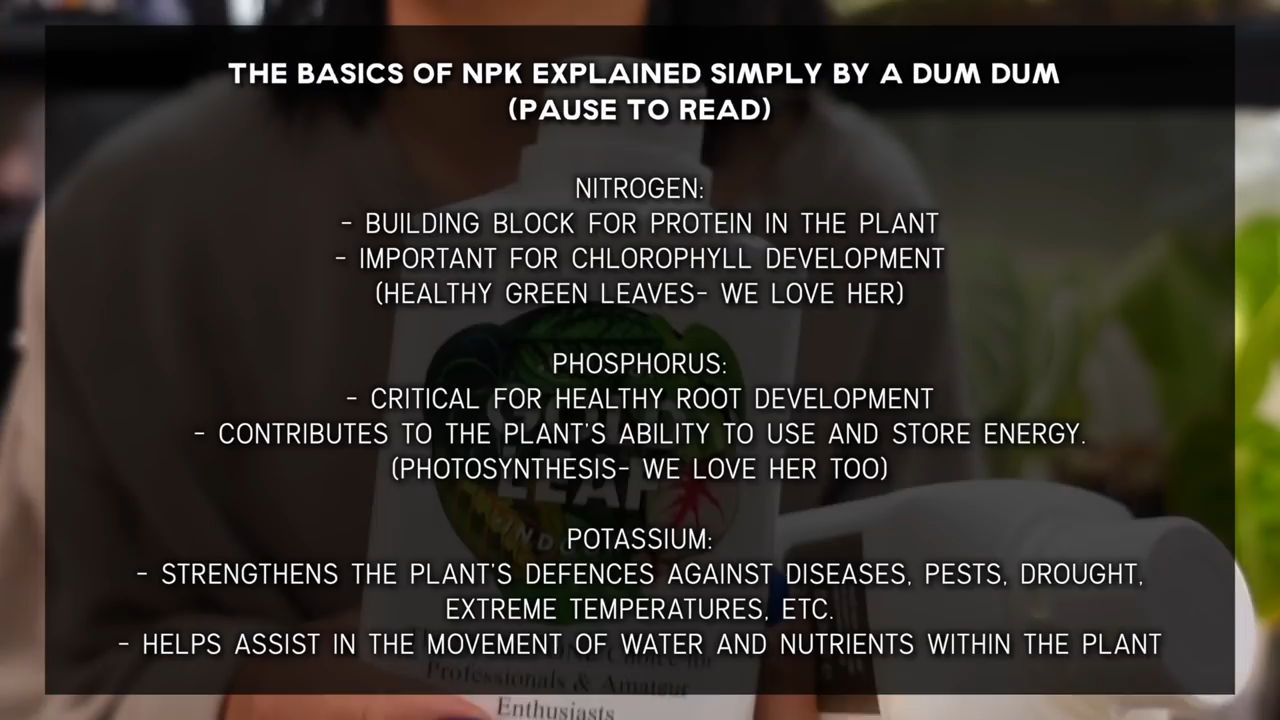 THE BASICS OF NPK EXPLAINED SIMPLY BY A DUM DUM
(PAUSE TO READ)
NITROGEN:
- BUILDING BLOCK FOR PROTEIN IN THE PLANT
- IMPORTANT FOR CHLOROPHYLL DEVELOPMENT
(HEALTHY GREEN LEAVES- WE LOVE HER)
PHOSPHORUS:
- CRITICAL FOR HEALTHY ROOT DEVELOPMENT
- CONTRIBUTES TO THE PLANT'S ABILITY TO USE AND STORE ENERGY.
(PHOTOSYNTHESIS- WE LOVE HER TOO)
LEAF
POTASSIUM:
- STRENGTHENS THE PLANT'S DEFENCES AGAINST DISEASES, PESTS, DROUGHT,
EXTREME TEMPERATURES, ETC.
- HELPS ASSIST IN THE MOVEMENT OF WATER AND NUTRIENTS WITHIN THE PLANT
Professionals & Amateur
Enthusiasts